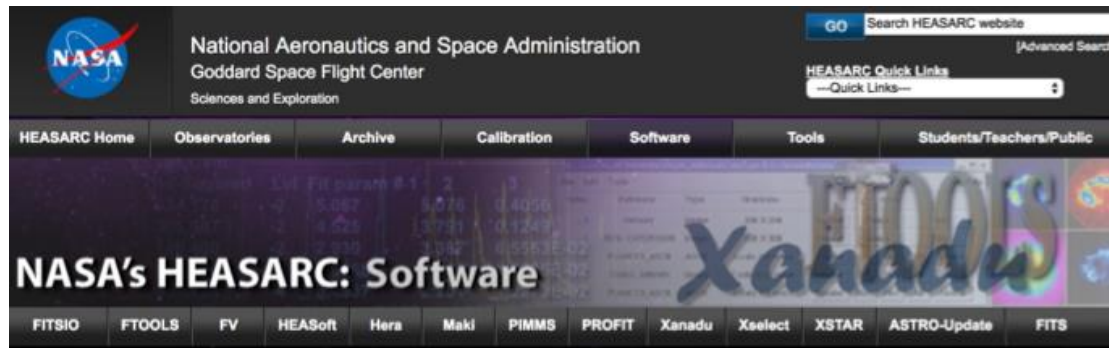 GO Search HEASARC website
NASA National Aeronautics and Space Administration
[Advanced Search
Goddard Space Flight Center
HEASARC Quick Links
---Quick Links---
Sciences and Exploration
HEASARC Home Observatories Archive Calibration Software Tools Students/Teachers/Public
FTOOLS
Xanadu
NASA's HEASARC: Software
FITSIO FTOOLS FV HEASoft Hera Maki PIMMS PROFIT Xanadu Xselect XSTAR ASTRO-Update FITS